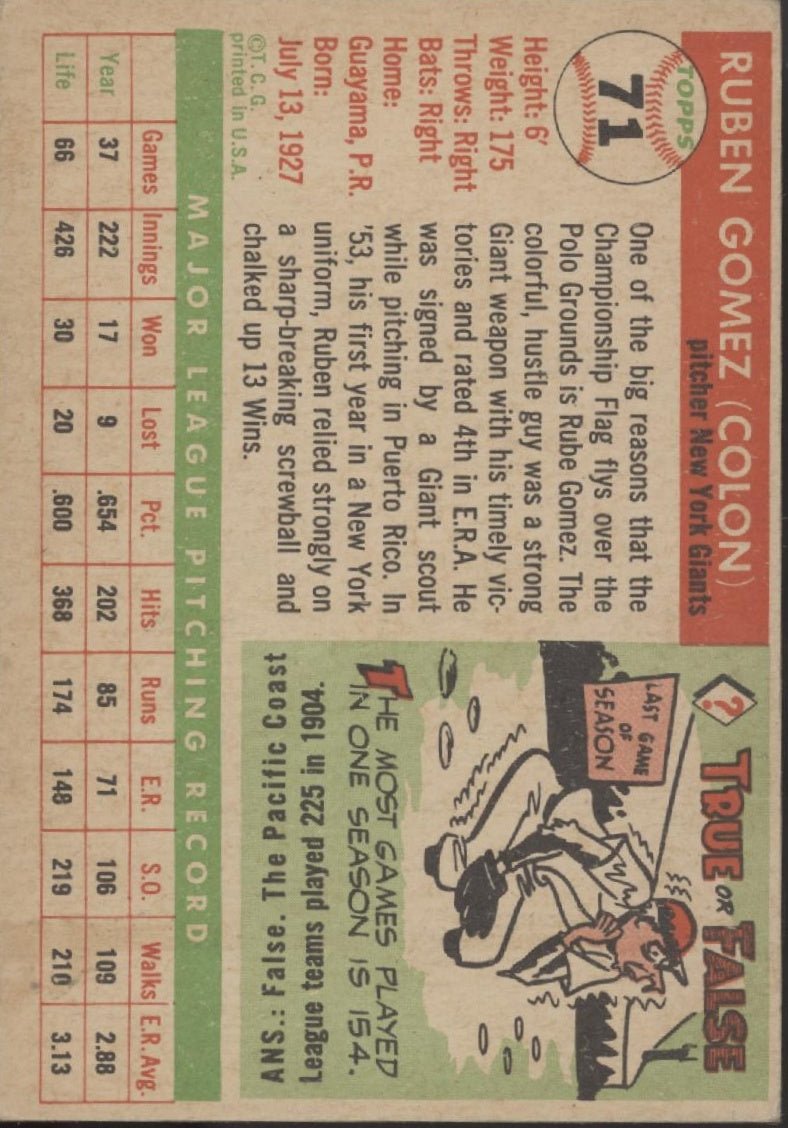 RUBEN GOMEZ (COLON)
pitcher New York Giants
TOPPS
71
Height: 6'
Weight: 175
Throws: Right
Bats: Right
Home:
Guayama, P.R.
Born:
July 13, 1927
©T.C.G.
printed in U.S.A.
One of the big reasons that the
Championship Flag flys over the
Polo Grounds is Rube Gomez. The
colorful, hustle guy was a strong
Giant weapon with his timely vic-
tories and rated 4th in E.R.A. He
was signed by a Giant scout
while pitching in Puerto Rico. In
'53, his first year in a New York
uniform, Ruben relied strongly on
a sharp-breaking screwball and
chalked up 13 Wins.
?
TRUE OR FALSE
LAST GAME
OF
SEASON
THE MOST GAMES PLAYED
IN ONE SEASON IS 154.
ANS.: False. The Pacific Coast
League teams played 225 in 1904.
MAJOR LEAGUE PITCHING RECORD
Games Innings Won Lost Pct. Hits Runs E.R. S.O. Walks E.R.Avg.
Year 37 222 17 9 .654 202 85 71 106 109 2.88
Life 66 426 30 20 .600 368 174 148 219 210 3.13